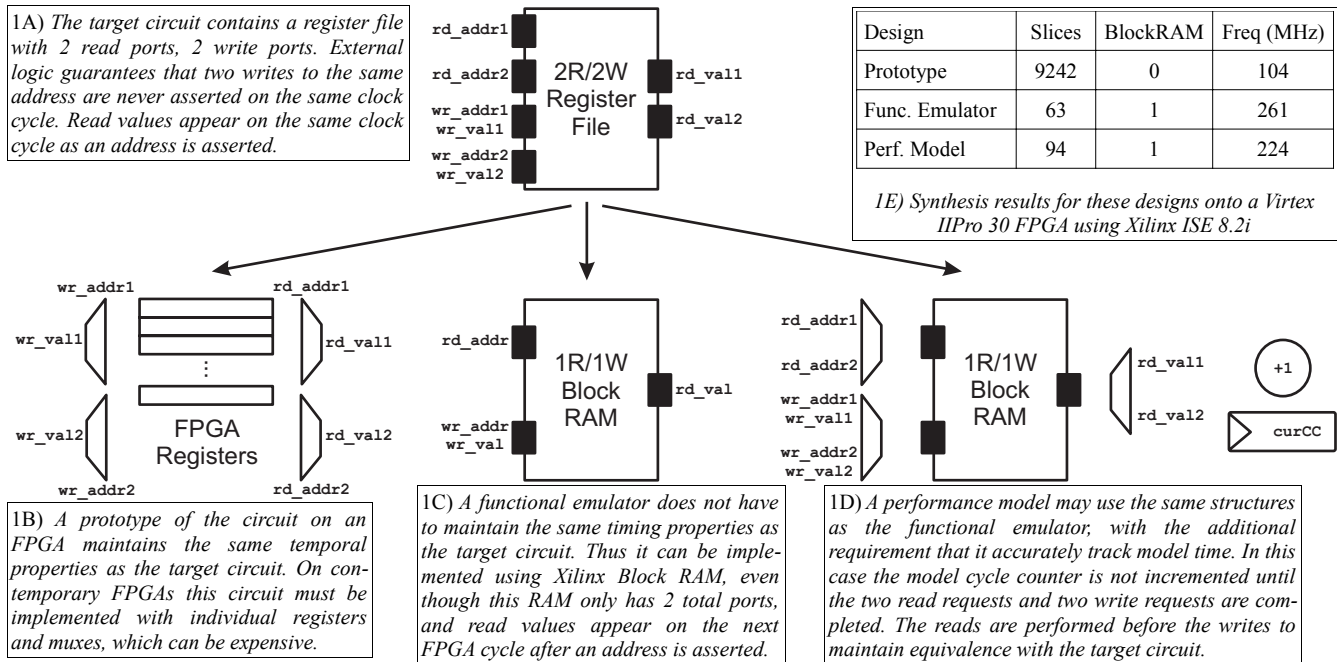 1A) The target circuit contains a register file
with 2 read ports, 2 write ports. External
logic guarantees that two writes to the same
address are never asserted on the same clock
cycle. Read values appear on the same clock
cycle as an address is asserted.
rd_addr1
rd_addr2
wr_addr1
wr_val1
wr_addr2
wr_val2
2R/2W
Register
File
rd_val1
rd_val2
Design Slices BlockRAM Freq (MHz)
Prototype 9242 0 104
Func. Emulator 63 1 261
Perf. Model 94 1 224
1E) Synthesis results for these designs onto a Virtex
IIPro 30 FPGA using Xilinx ISE 8.2i
wr_addr1
rd_addr1
wr_val1
rd_val1
wr_val2
rd_val2
FPGA
Registers
wr_addr2
rd_addr2
1B) A prototype of the circuit on an
FPGA maintains the same temporal
properties as the target circuit. On con-
temporary FPGAs this circuit must be
implemented with individual registers
and muxes, which can be expensive.
rd_addr
wr_addr
wr_val
1R/1W
Block
RAM
rd_val
1C) A functional emulator does not have
to maintain the same timing properties as
the target circuit. Thus it can be imple-
mented using Xilinx Block RAM, even
though this RAM only has 2 total ports,
and read values appear on the next
FPGA cycle after an address is asserted.
rd_addr1
rd_addr2
wr_addr1
wr_val1
wr_addr2
wr_val2
1R/1W
Block
RAM
rd_val1
rd_val2
+1
curCC
1D) A performance model may use the same structures
as the functional emulator, with the additional
requirement that it accurately track model time. In this
case the model cycle counter is not incremented until
the two read requests and two write requests are com-
pleted. The reads are performed before the writes to
maintain equivalence with the target circuit.